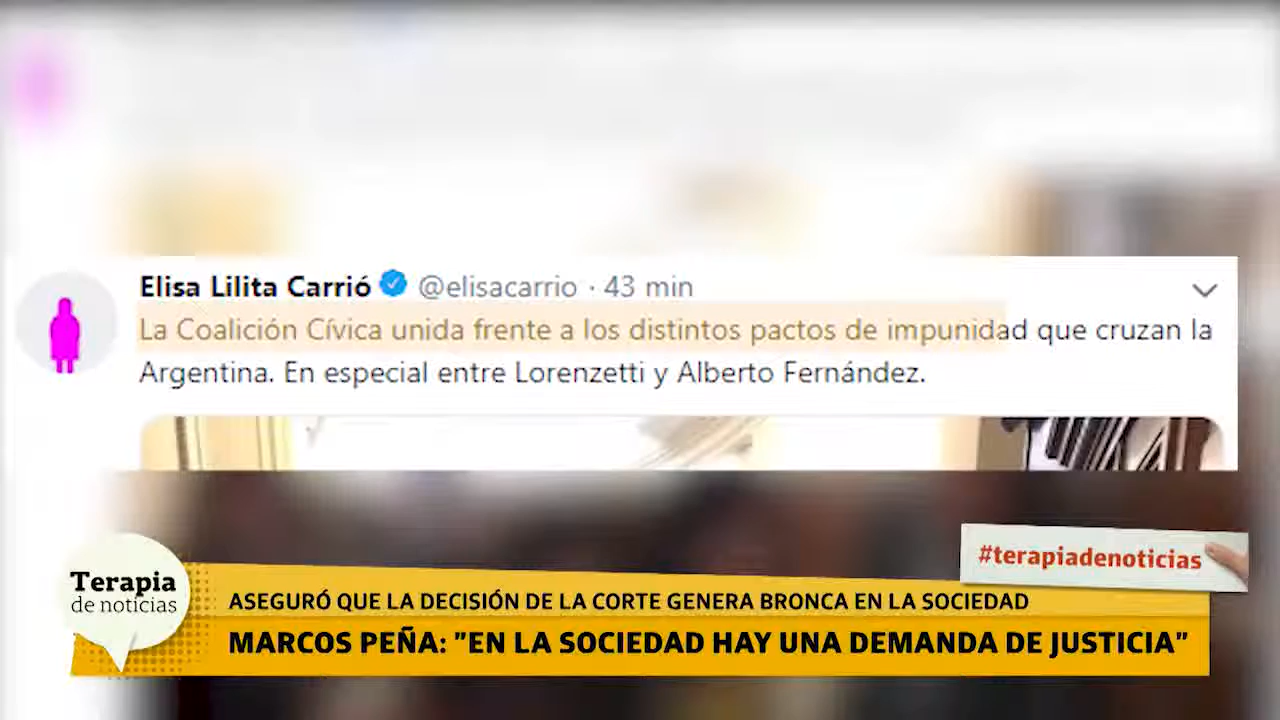 Elisa Lilita Carrió @elisacarrio · 43 min
La Coalición Cívica unida frente a los distintos pactos de impunidad que cruzan la
Argentina. En especial entre Lorenzetti y Alberto Fernández.
#terapiadenoticias
Terapia
de noticias
ASEGURÓ QUE LA DECISIÓN DE LA CORTE GENERA BRONCA EN LA SOCIEDAD
MARCOS PEÑA: "EN LA SOCIEDAD HAY UNA DEMANDA DE JUSTICIA"